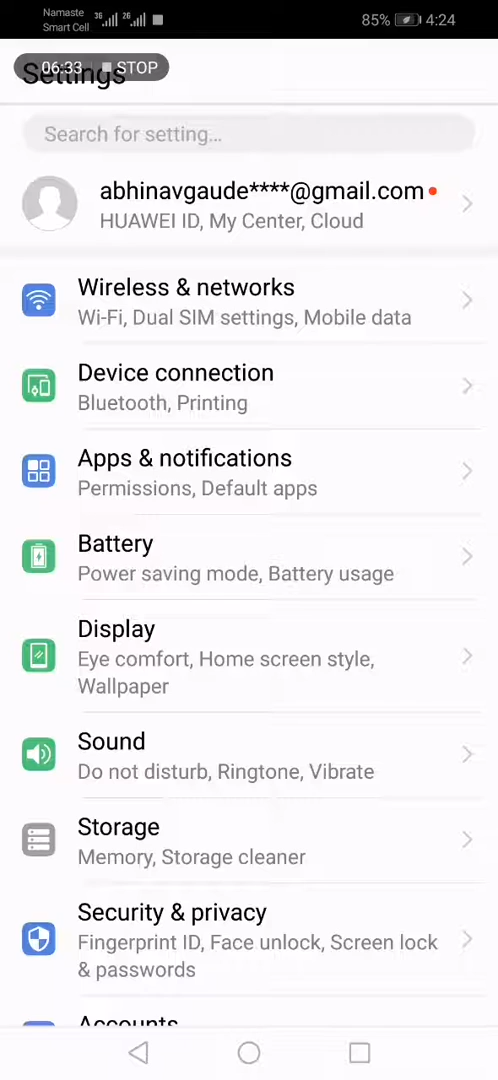 Namaste
Smart Cell
3G
2G
85%
4:24
Settings
06:33 STOP
Search for setting...
abhinavgaude****@gmail.com
HUAWEI ID, My Center, Cloud
Wireless & networks
Wi-Fi, Dual SIM settings, Mobile data
Device connection
Bluetooth, Printing
Apps & notifications
Permissions, Default apps
Battery
Power saving mode, Battery usage
Display
Eye comfort, Home screen style,
Wallpaper
Sound
Do not disturb, Ringtone, Vibrate
Storage
Memory, Storage cleaner
Security & privacy
Fingerprint ID, Face unlock, Screen lock
& passwords
Accounts